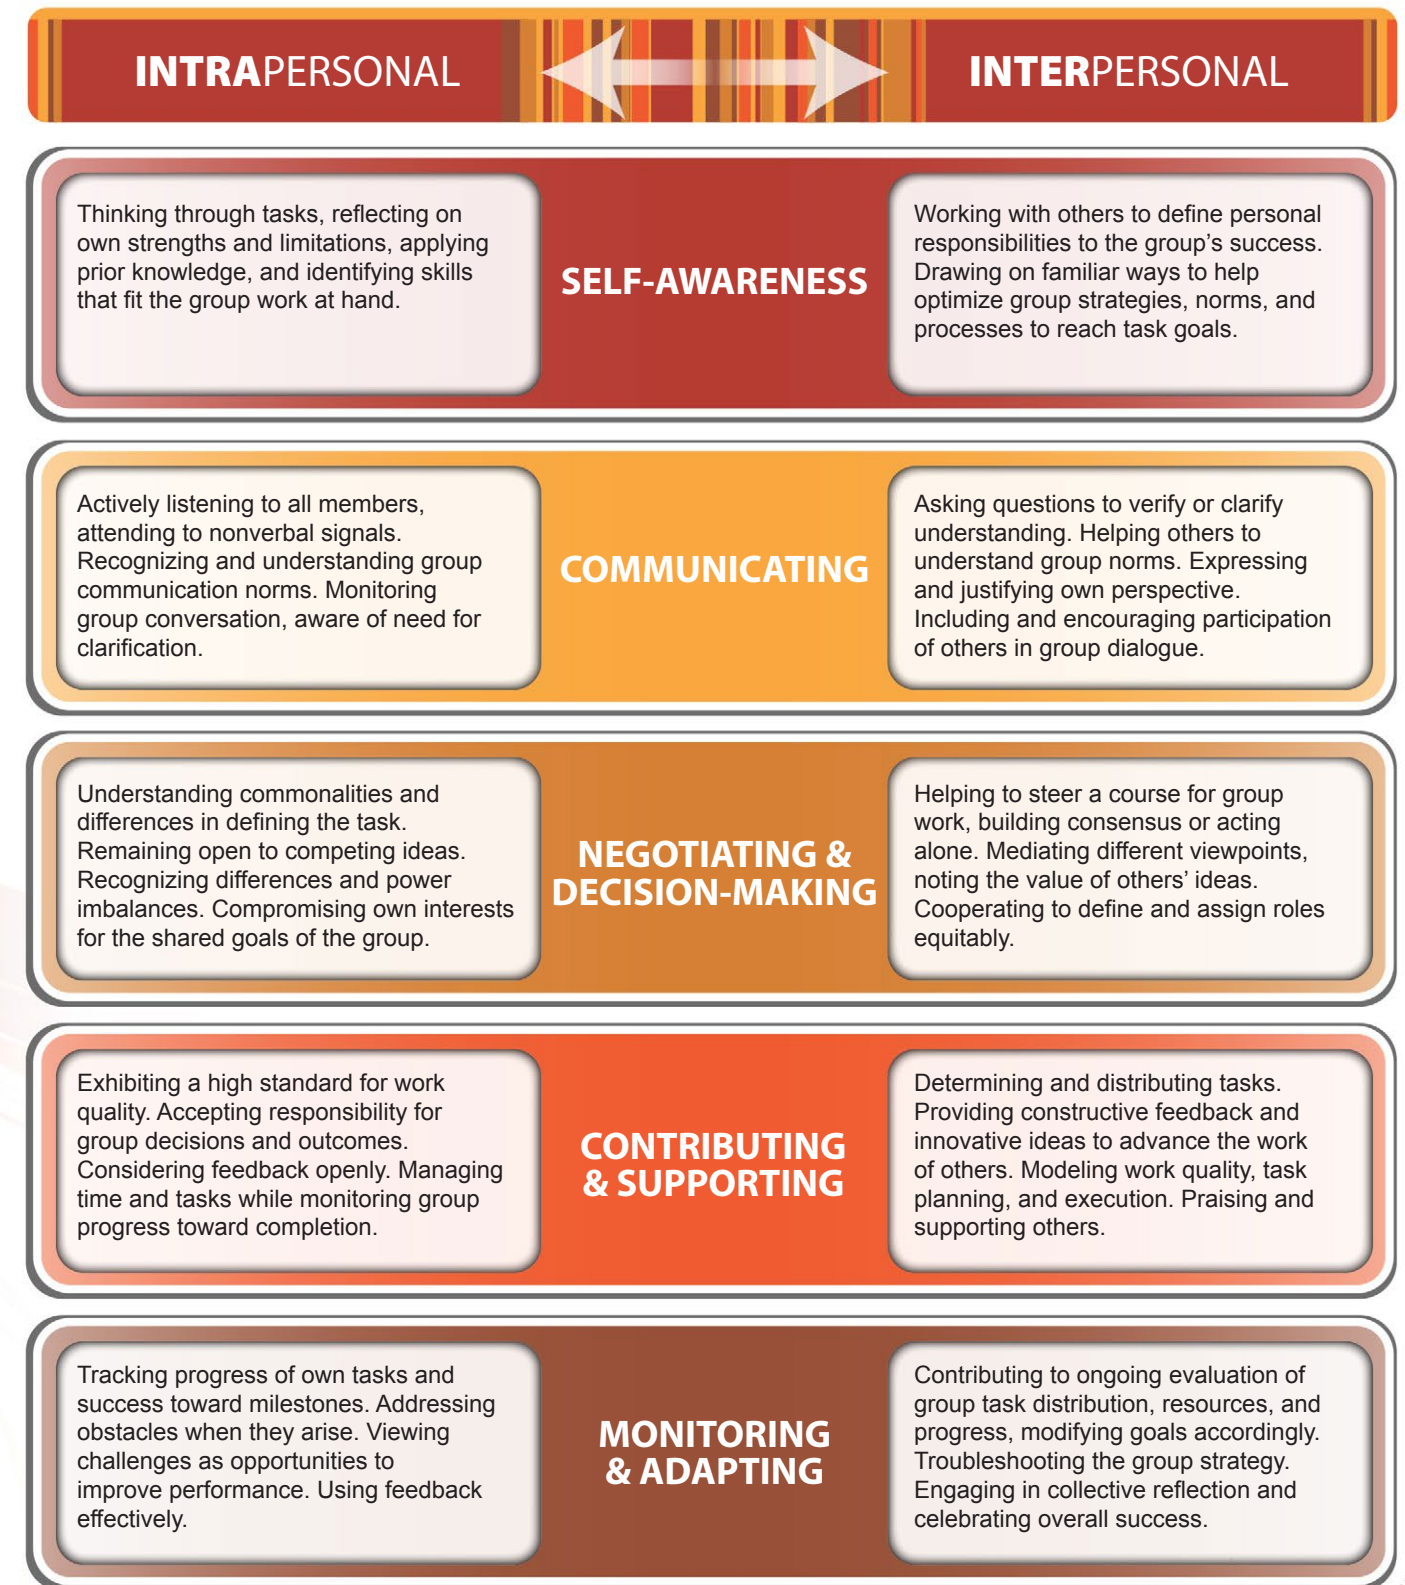 INTRAPERSONAL
INTERPERSONAL
Thinking through tasks, reflecting on
own strengths and limitations, applying
prior knowledge, and identifying skills
that fit the group work at hand.
SELF-AWARENESS
Working with others to define personal
responsibilities to the group’s success.
Drawing on familiar ways to help
optimize group strategies, norms, and
processes to reach task goals.
Actively listening to all members,
attending to nonverbal signals.
Recognizing and understanding group
communication norms. Monitoring
group conversation, aware of need for
clarification.
COMMUNICATING
Asking questions to verify or clarify
understanding. Helping others to
understand group norms. Expressing
and justifying own perspective.
Including and encouraging participation
of others in group dialogue.
Understanding commonalities and
differences in defining the task.
Remaining open to competing ideas.
Recognizing differences and power
imbalances. Compromising own interests
for the shared goals of the group.
NEGOTIATING &
DECISION-MAKING
Helping to steer a course for group
work, building consensus or acting
alone. Mediating different viewpoints,
noting the value of others’ ideas.
Cooperating to define and assign roles
equitably.
Exhibiting a high standard for work
quality. Accepting responsibility for
group decisions and outcomes.
Considering feedback openly. Managing
time and tasks while monitoring group
progress toward completion.
CONTRIBUTING
& SUPPORTING
Determining and distributing tasks.
Providing constructive feedback and
innovative ideas to advance the work
of others. Modeling work quality, task
planning, and execution. Praising and
supporting others.
Tracking progress of own tasks and
success toward milestones. Addressing
obstacles when they arise. Viewing
challenges as opportunities to
improve performance. Using feedback
effectively.
MONITORING
& ADAPTING
Contributing to ongoing evaluation of
group task distribution, resources, and
progress, modifying goals accordingly.
Troubleshooting the group strategy.
Engaging in collective reflection and
celebrating overall success.